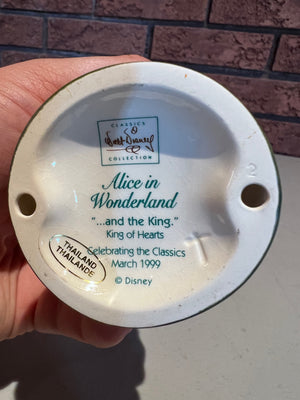 CLASSICS
Walt Disney
COLLECTION
Alice in
Wonderland
"...and the King."
King of Hearts
Celebrating the Classics
March 1999
© Disney
THAILAND
THAILANDE
2